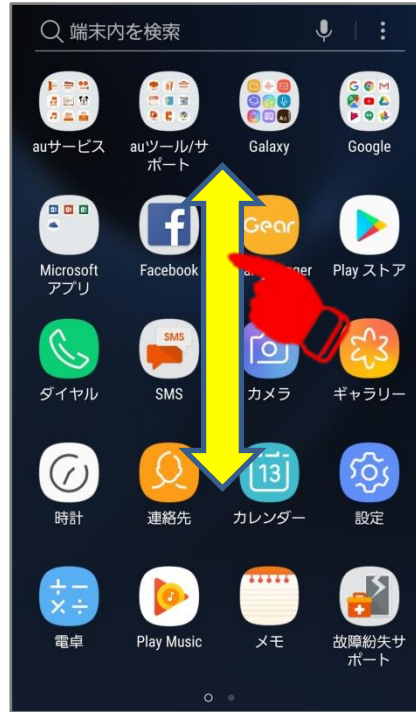 端末内を検索
auサービス
auツール/サ
ポート
Galaxy
Google
Microsoft
アプリ
Facebook
Gear
ager
Play ストア
SMS
ダイヤル
SMS
カメラ
ギャラリー
13
時計
連絡先
カレンダー
設定
電卓
Play Music
メモ
故障紛失サ
ポート